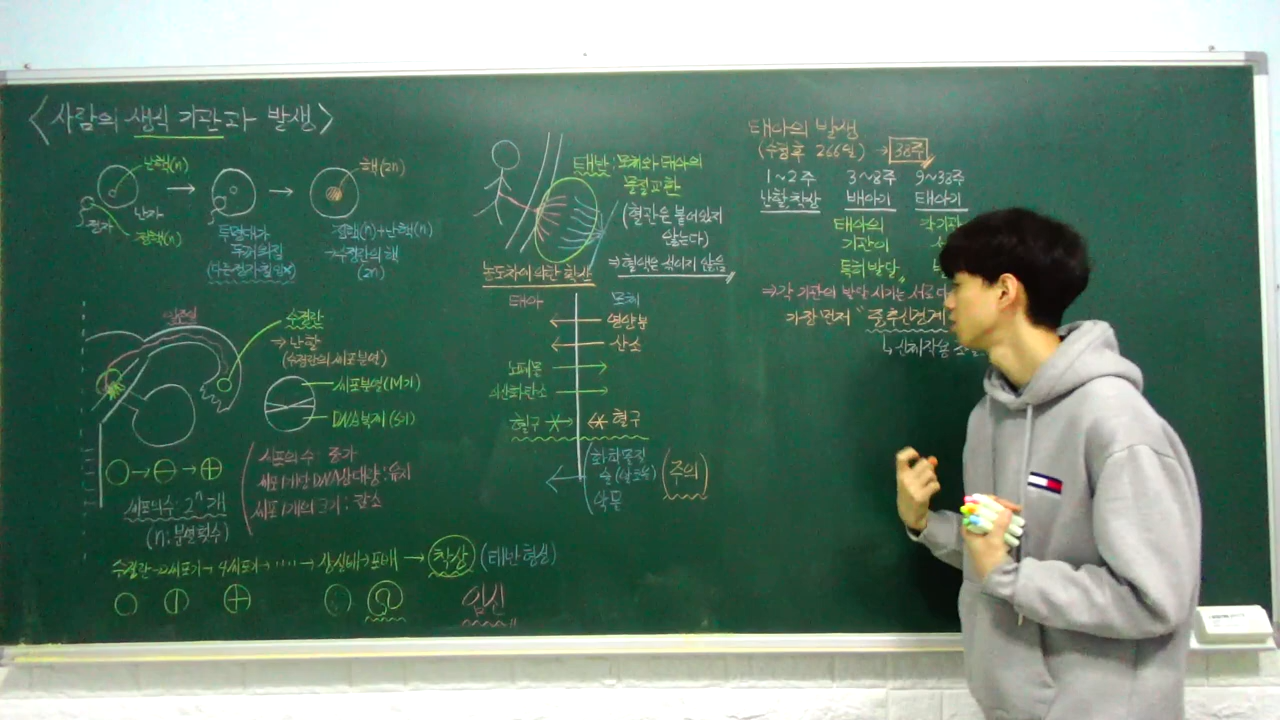 <사람의 생식 기관과 발생>
난핵(n)
정자
난자
정핵(n)
투명대가
두꺼워짐
핵(2n)
정핵(n)+난핵(n)
→수정란의 핵
(2n)
수정란
⇒ 난할
(수정란의 세포분열)
세포분열(M기)
DNA복제(S기)
세포의 수 : 증가
세포 1개당 DNA상대량 : 유지
세포 1개의 크기 : 감소
세포의수 : 2ⁿ개
(n : 분열횟수)
수정란→2세포기→4세포기→ ····· → 상실배→포배 → 착상 (태반 형성)
임신
태반 : 모체와 태아의
물질교환
(혈관은 붙어있지
않는다)
⇒ 혈액은 섞이지 않음
농도차에 의한 확산
태아
모체
영양분
산소
노폐물
이산화탄소
혈구
혈구
화학물질
술(알코올)
약물
(주의)
태아의 발생
(수정후 266일) → 38주
1~2주 3~8주 9~38주
난할 착상 배아기 태아기
태아의
기관이
각 기관
⇒각 기관의 발달 시기는 서로
가장 먼저 "중추신경계